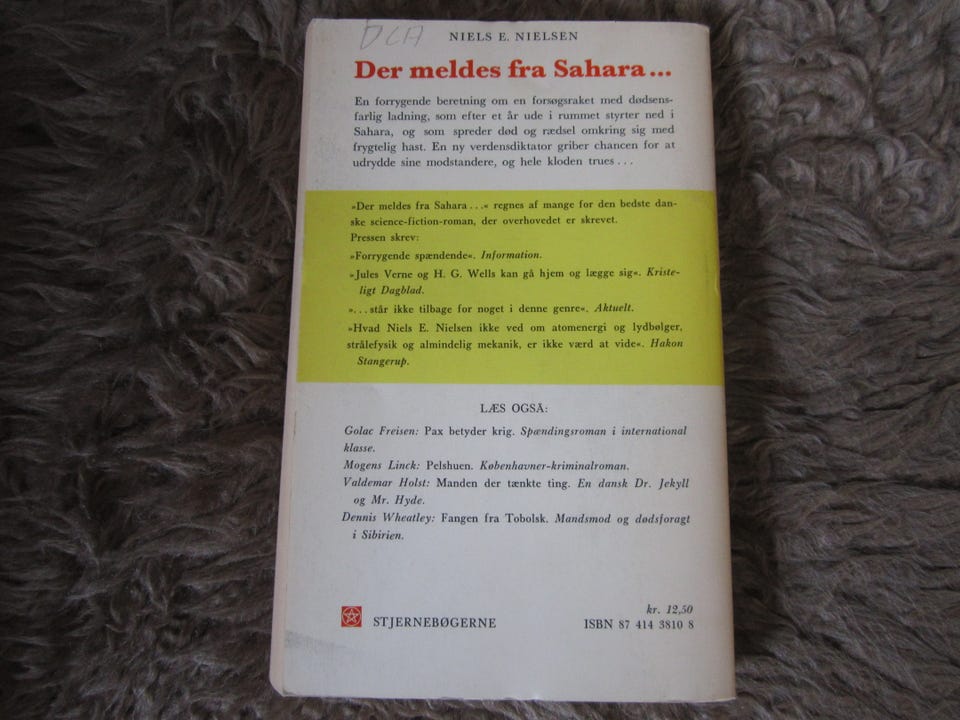 NIELS E. NIELSEN
Der meldes fra Sahara...
En forrygende beretning om en forsøgsraket med dødsens-
farlig ladning, som efter et år ude i rummet styrter ned i
Sahara, og som spreder død og rædsel omkring sig med
frygtelig hast. En ny verdensdiktator griber chancen for at
udrydde sine modstandere, og hele kloden trues...
»Der meldes fra Sahara...« regnes af mange for den bedste dan-
ske science-fiction-roman, der overhovedet er skrevet.
Pressen skrev:
»Forrygende spændende«. Information.
»Jules Verne og H. G. Wells kan gå hjem og lægge sig«. Kriste-
ligt Dagblad.
»...står ikke tilbage for noget i denne genre«. Aktuelt.
»Hvad Niels E. Nielsen ikke ved om atomenergi og lydbølger,
strålefysik og almindelig mekanik, er ikke værd at vide«. Hakon
Stangerup.
LÆS OGSÅ:
Golac Freisen: Pax betyder krig. Spændingsroman i international
klasse.
Mogens Linck: Pelshuen. Københavner-kriminalroman.
Valdemar Holst: Manden der tænkte ting. En dansk Dr. Jekyll
og Mr. Hyde.
Dennis Wheatley: Fangen fra Tobolsk. Mandsmod og dødsforagt
i Sibirien.
kr. 12,50
STJERNEBØGERNE
ISBN 87 414 3810 8